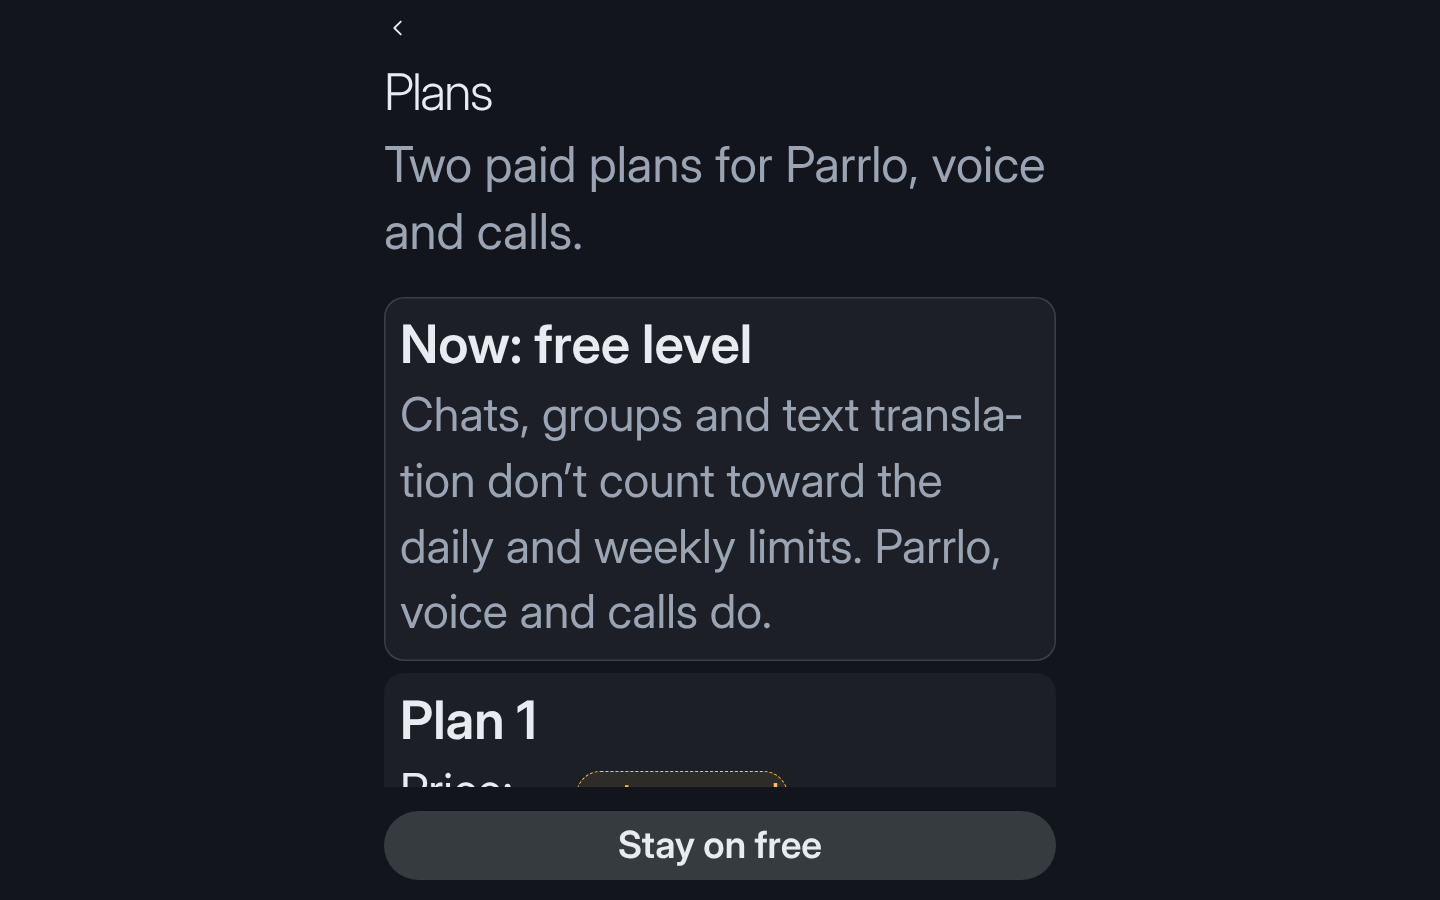 Plans
Two paid plans for Parrlo, voice
and calls.
Now: free level
Chats, groups and text transla-
tion don’t count toward the
daily and weekly limits. Parrlo,
voice and calls do.
Plan 1
Price:
Stay on free